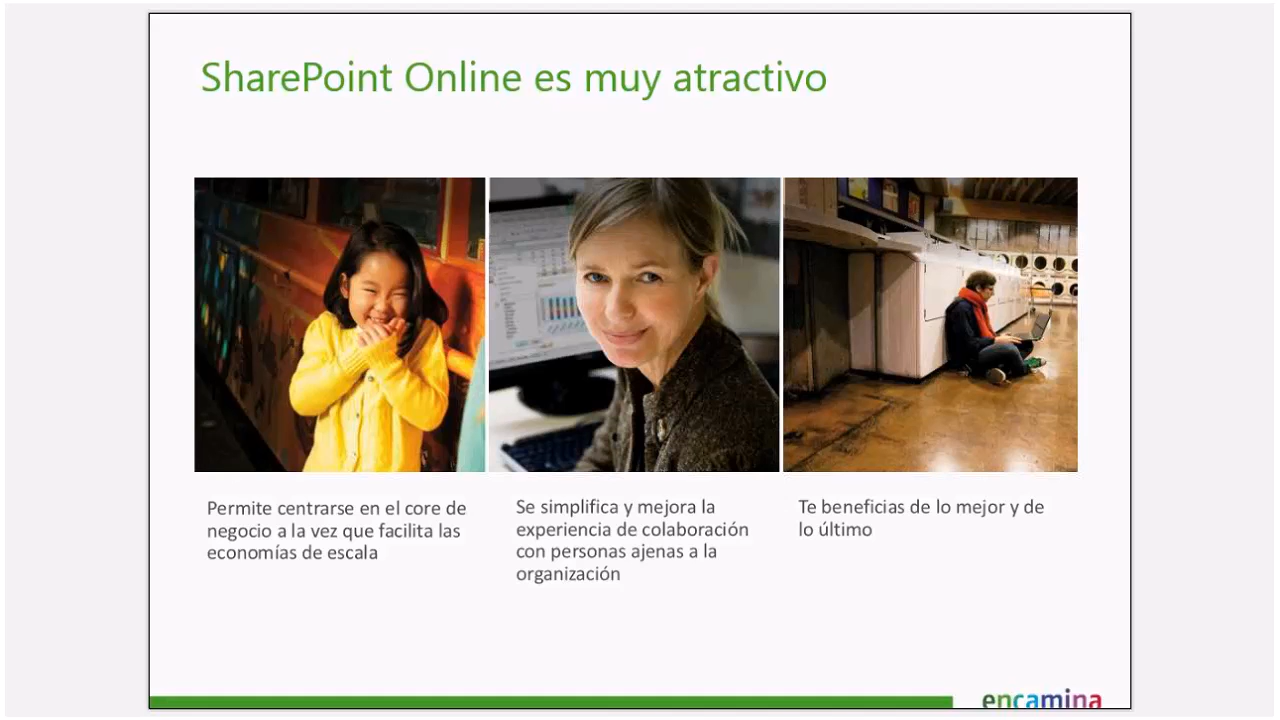 SharePoint Online es muy atractivo
Permite centrarse en el core de
negocio a la vez que facilita las
economías de escala
Se simplifica y mejora la
experiencia de colaboración
con personas ajenas a la
organización
Te beneficias de lo mejor y de
lo último
encamina